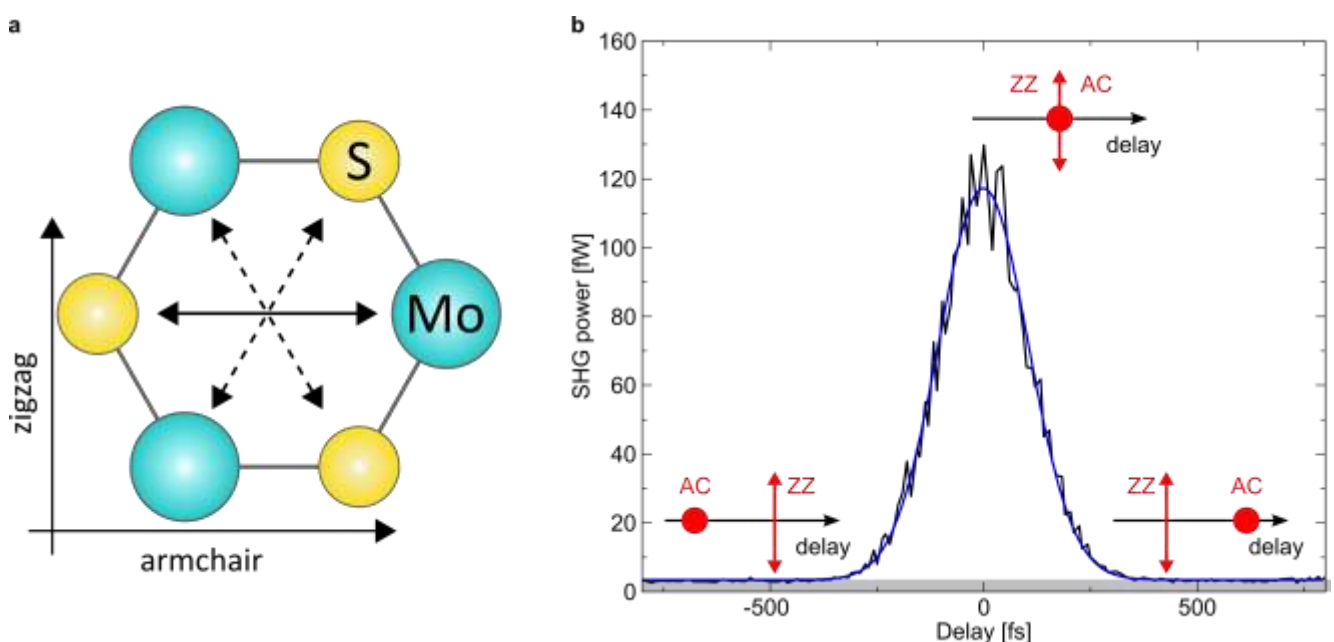 a
S
Mo
zigzag
armchair
b
160
140
120
100
80
60
40
20
0
SHG power [fW]
ZZ AC
delay
AC ZZ
delay
ZZ AC
delay
-500 0 500
Delay [fs]